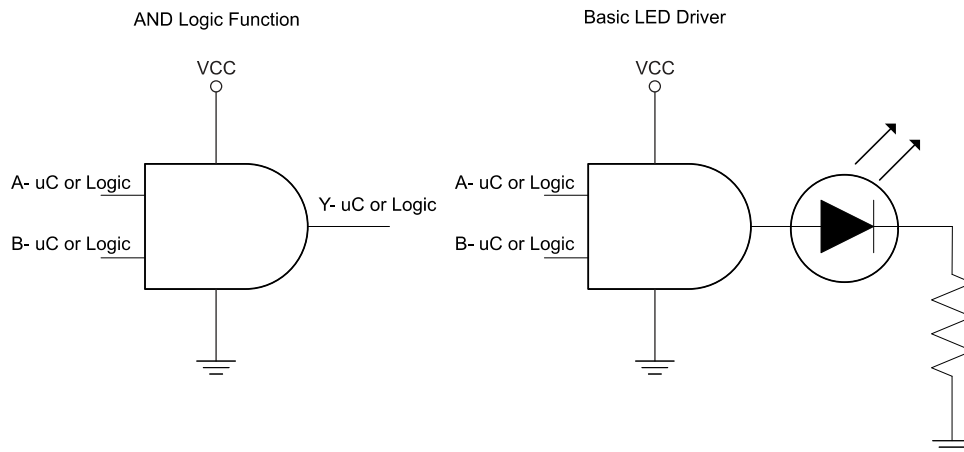 AND Logic Function
VCC
A- uC or Logic
B- uC or Logic
Y- uC or Logic
Basic LED Driver
VCC
A- uC or Logic
B- uC or Logic